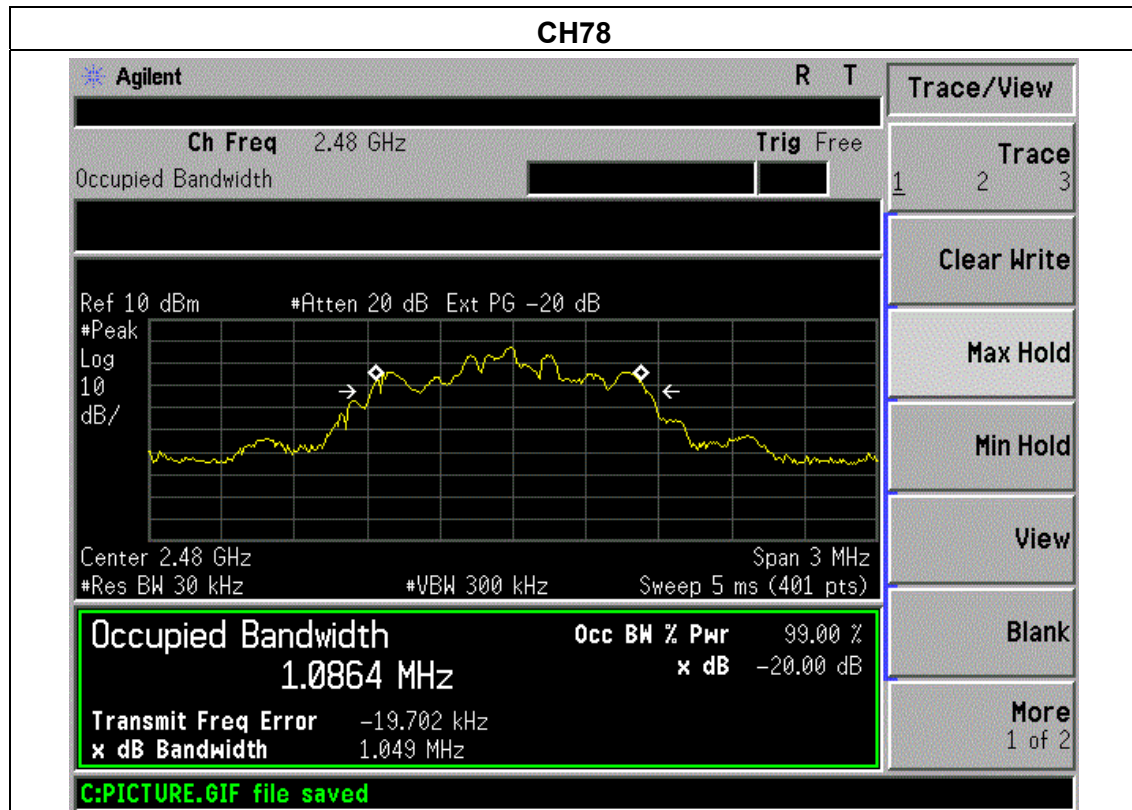 CH78
Agilent
R T
Trace/View
Ch Freq 2.48 GHz
Trig Free
Occupied Bandwidth
Trace
1 2 3
Clear Write
Ref 10 dBm #Atten 20 dB Ext PG -20 dB
#Peak
Log
10
dB/
Max Hold
Min Hold
View
Center 2.48 GHz Span 3 MHz
#Res BW 30 kHz #VBW 300 kHz Sweep 5 ms (401 pts)
Occupied Bandwidth
1.0864 MHz
Occ BW % Pwr 99.00 %
x dB -20.00 dB
Blank
Transmit Freq Error -19.702 kHz
x dB Bandwidth 1.049 MHz
More
1 of 2
C:PICTURE.GIF file saved